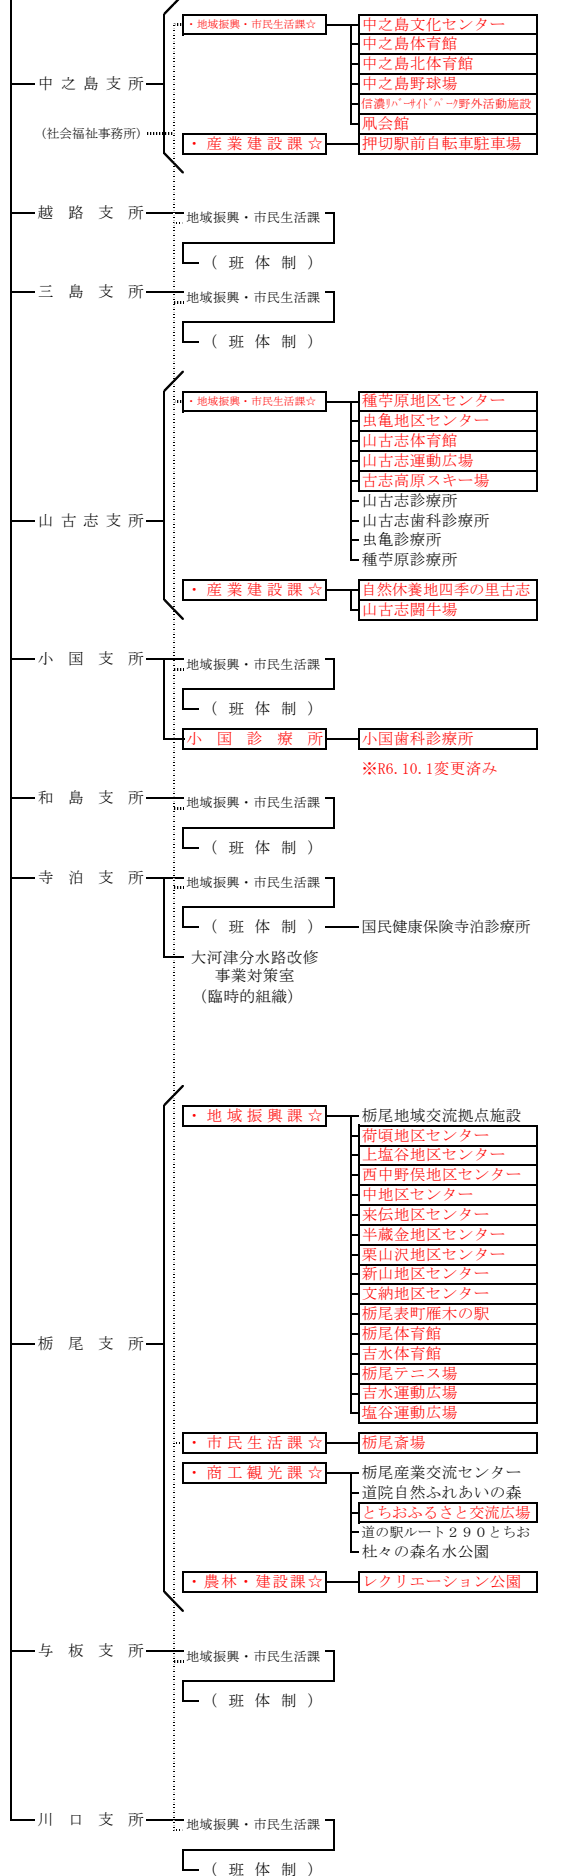 ・地域振興・市民生活課☆
中之島文化センター
中之島体育館
中之島北体育館
中之島支所
中之島野球場
信濃ﾘﾊﾞｰｻｲﾄﾞﾊﾟｰｸ野外活動施設
凧会館
(社会福祉事務所)
・産業建設課☆
押切駅前自転車駐車場
越路支所
地域振興・市民生活課
(班体制)
三島支所
地域振興・市民生活課
(班体制)
・地域振興・市民生活課☆
種苧原地区センター
虫亀地区センター
山古志体育館
山古志運動広場
古志高原スキー場
山古志診療所
山古志支所
山古志歯科診療所
虫亀診療所
種苧原診療所
・産業建設課☆
自然休養地四季の里古志
山古志闘牛場
小国支所
地域振興・市民生活課
(班体制)
小国診療所
小国歯科診療所
※R6.10.1変更済み
和島支所
地域振興・市民生活課
(班体制)
寺泊支所
地域振興・市民生活課
(班体制)
国民健康保険寺泊診療所
大河津分水路改修
事業対策室
(臨時的組織)
・地域振興課☆
栃尾地域交流拠点施設
荷頃地区センター
上塩谷地区センター
西中野俣地区センター
中地区センター
来伝地区センター
半蔵金地区センター
栗山沢地区センター
新山地区センター
文納地区センター
栃尾表町雁木の駅
栃尾体育館
栃尾支所
吉水体育館
栃尾テニス場
吉水運動広場
塩谷運動広場
・市民生活課☆
栃尾斎場
・商工観光課☆
栃尾産業交流センター
道院自然ふれあいの森
とちおふるさと交流広場
道の駅ルート２９０とちお
杜々の森名水公園
・農林・建設課☆
レクリエーション公園
与板支所
地域振興・市民生活課
(班体制)
川口支所
地域振興・市民生活課
(班体制)